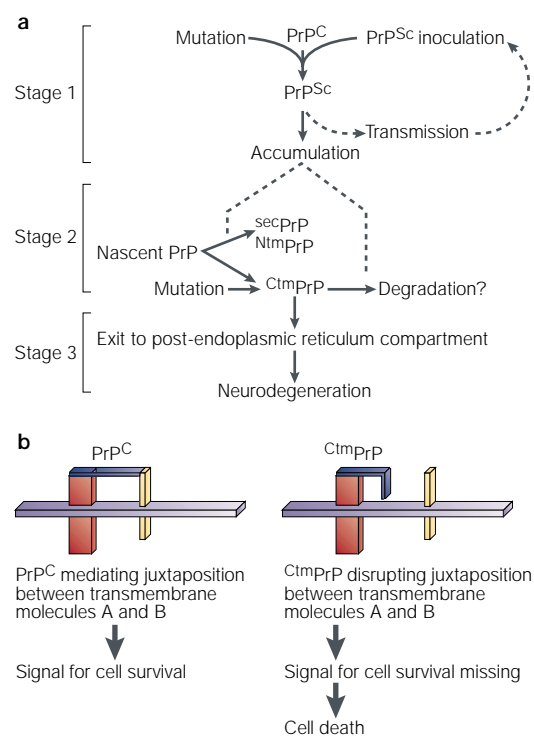 a
Mutation PrPC PrPSc inoculation
Stage 1
PrPSc
Transmission
Accumulation
Stage 2
secPrP
NtmPrP
Nascent PrP
Mutation CtmPrP Degradation?
Stage 3
Exit to post-endoplasmic reticulum compartment
Neurodegeneration
b
PrPC
PrPC mediating juxtaposition
between transmembrane
molecules A and B
Signal for cell survival
CtmPrP
CtmPrP disrupting juxtaposition
between transmembrane
molecules A and B
Signal for cell survival missing
Cell death